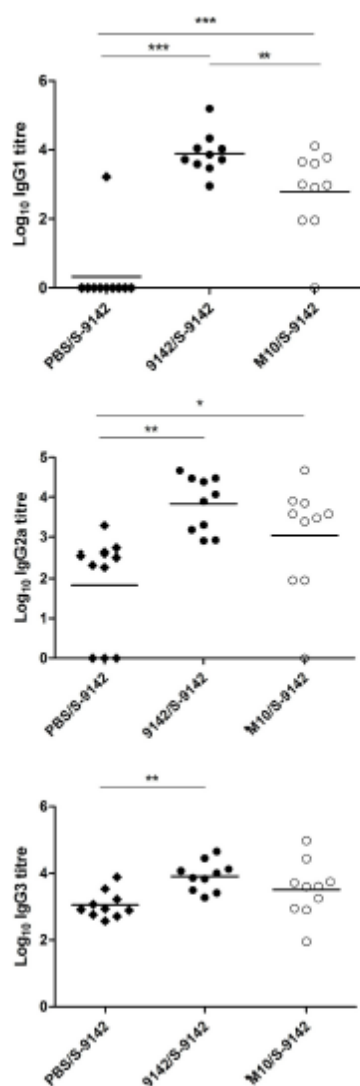 ***
***
**
Log10 IgG1 titre
6
4
2
0
PBS/S-9142
9142/S-9142
M10/S-9142
*
**
Log10 IgG2a titre
5
4
3
2
1
0
PBS/S-9142
9142/S-9142
M10/S-9142
**
Log10 IgG3 titre
6
4
2
0
PBS/S-9142
9142/S-9142
M10/S-9142